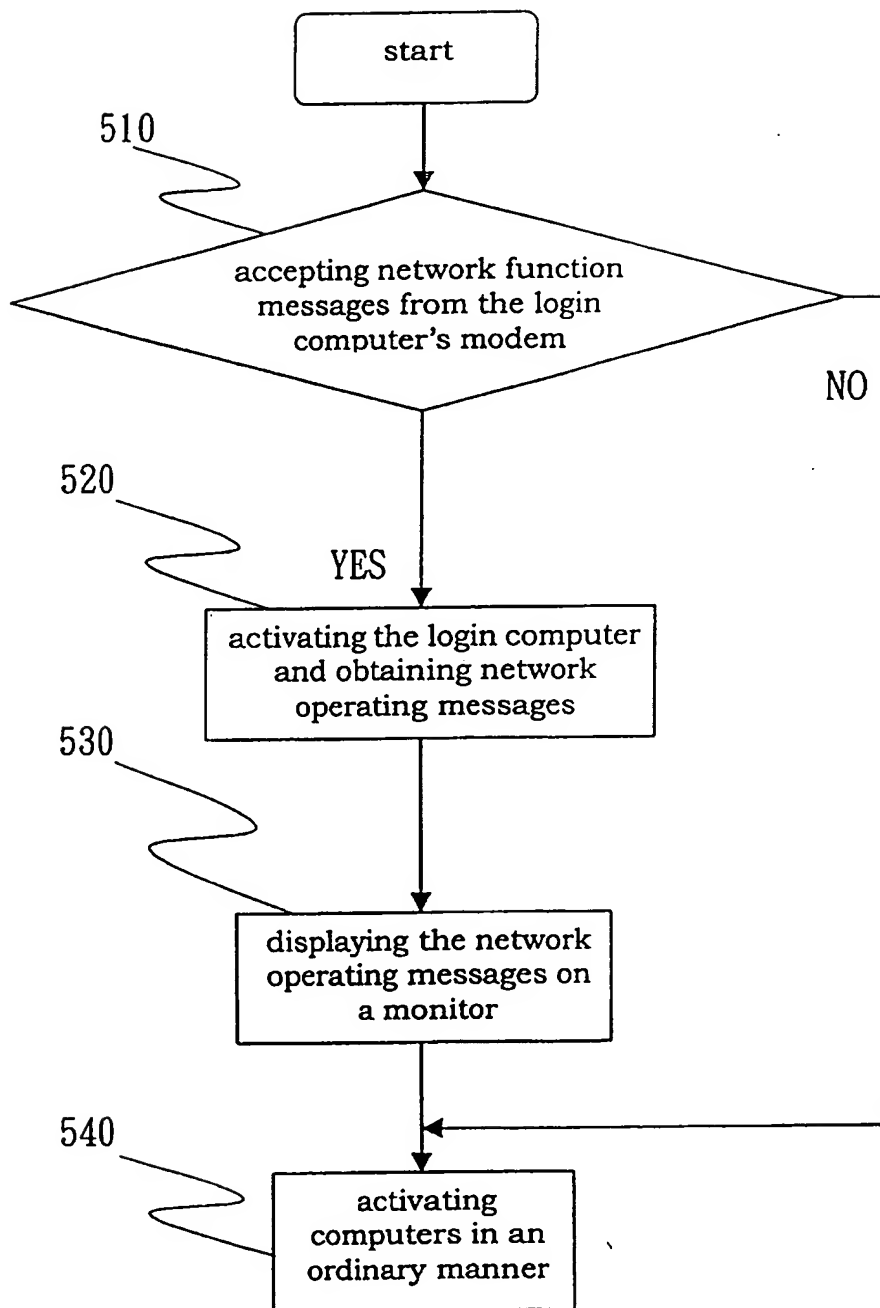 start
510
accepting network function
messages from the login
computer's modem
NO
520
YES
activating the login computer
and obtaining network
operating messages
530
displaying the network
operating messages on
a monitor
540
activating
computers in an
ordinary manner